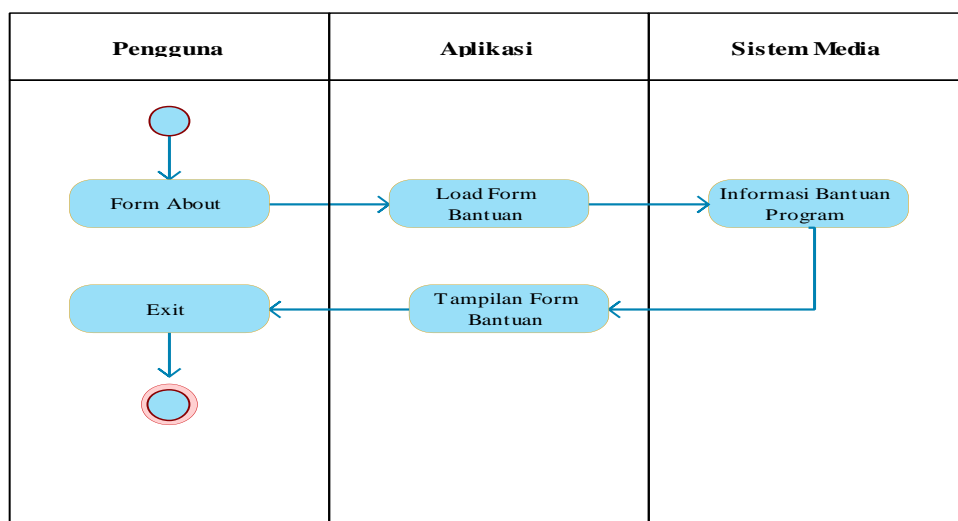 Pengguna
Aplikasi
Sistem Media
Form About
Load Form
Bantuan
Informasi Bantuan
Program
Exit
Tampilan Form
Bantuan